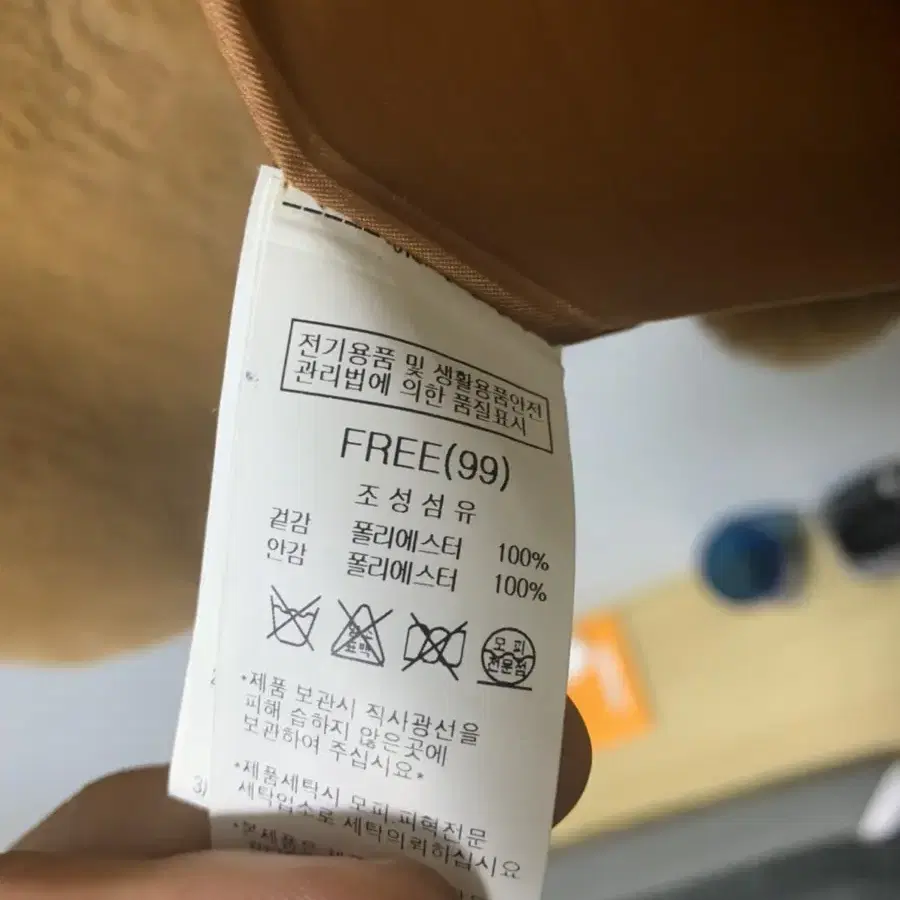 전기용품 및 생활용품안전
관리법에 의한 품질표시
FREE(99)
조성섬유
겉감 폴리에스터 100%
안감 폴리에스터 100%
모피
전문점
*제품 보관시 직사광선을
피해 습하지 않은곳에
보관하여 주십시요*
*제품세탁시 모피.피혁전문
세탁업소로 세탁의뢰하십시요
3)